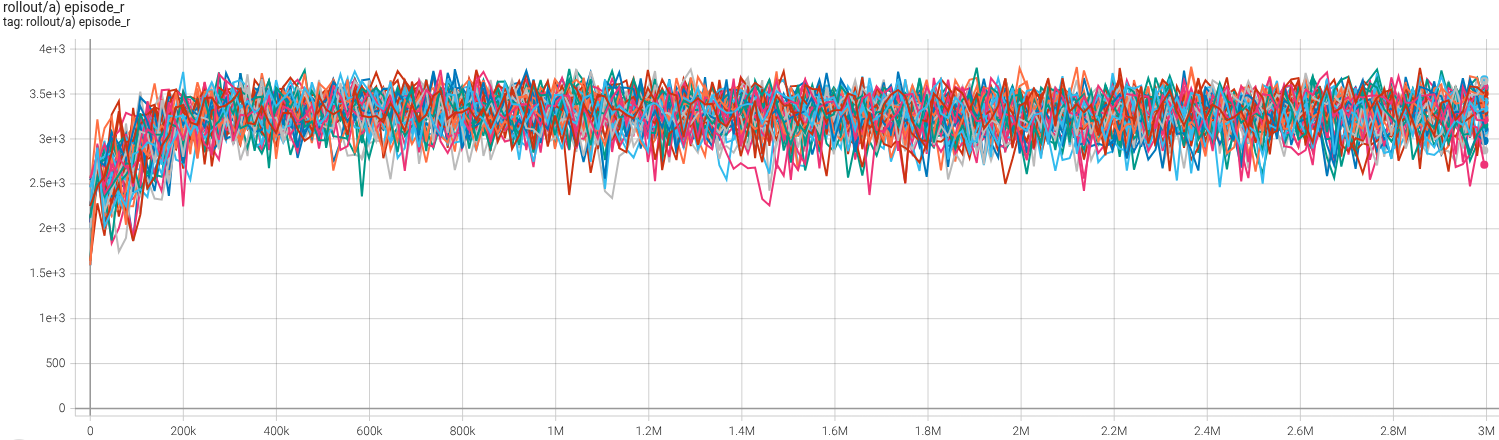 rollout/a) episode_r
tag: rollout/a) episode_r
4e+3
3.5e+3
3e+3
2.5e+3
2e+3
1.5e+3
1e+3
500
0
0 200k 400k 600k 800k 1M 1.2M 1.4M 1.6M 1.8M 2M 2.2M 2.4M 2.6M 2.8M 3M